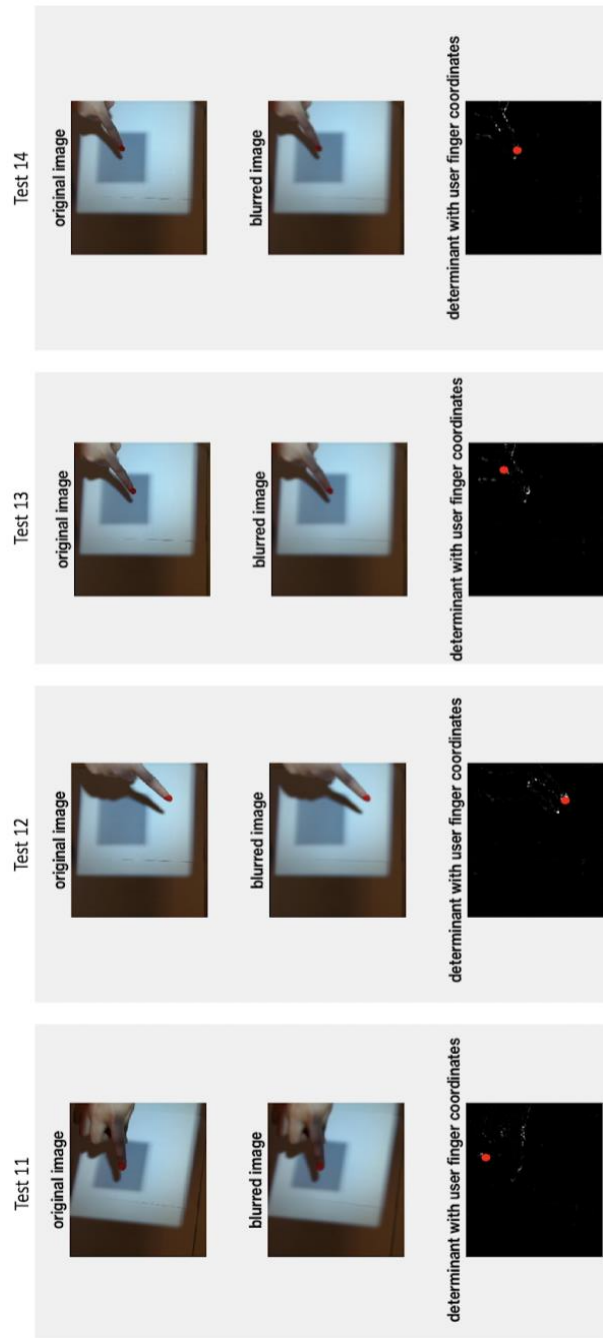 Test 11
original image
blurred image
determinant with user finger coordinates
Test 12
original image
blurred image
determinant with user finger coordinates
Test 13
original image
blurred image
determinant with user finger coordinates
Test 14
original image
blurred image
determinant with user finger coordinates